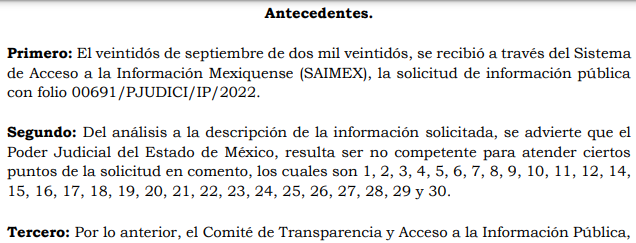 Antecedentes.
Primero: El veintidós de septiembre de dos mil veintidós, se recibió a través del Sistema
de Acceso a la Información Mexiquense (SAIMEX), la solicitud de información pública
con folio 00691/PJUDICI/IP/2022.
Segundo: Del análisis a la descripción de la información solicitada, se advierte que el
Poder Judicial del Estado de México, resulta ser no competente para atender ciertos
puntos de la solicitud en comento, los cuales son 1, 2, 3, 4, 5, 6, 7, 8, 9, 10, 11, 12, 14,
15, 16, 17, 18, 19, 20, 21, 22, 23, 24, 25, 26, 27, 28, 29 y 30.
Tercero: Por lo anterior, el Comité de Transparencia y Acceso a la Información Pública,